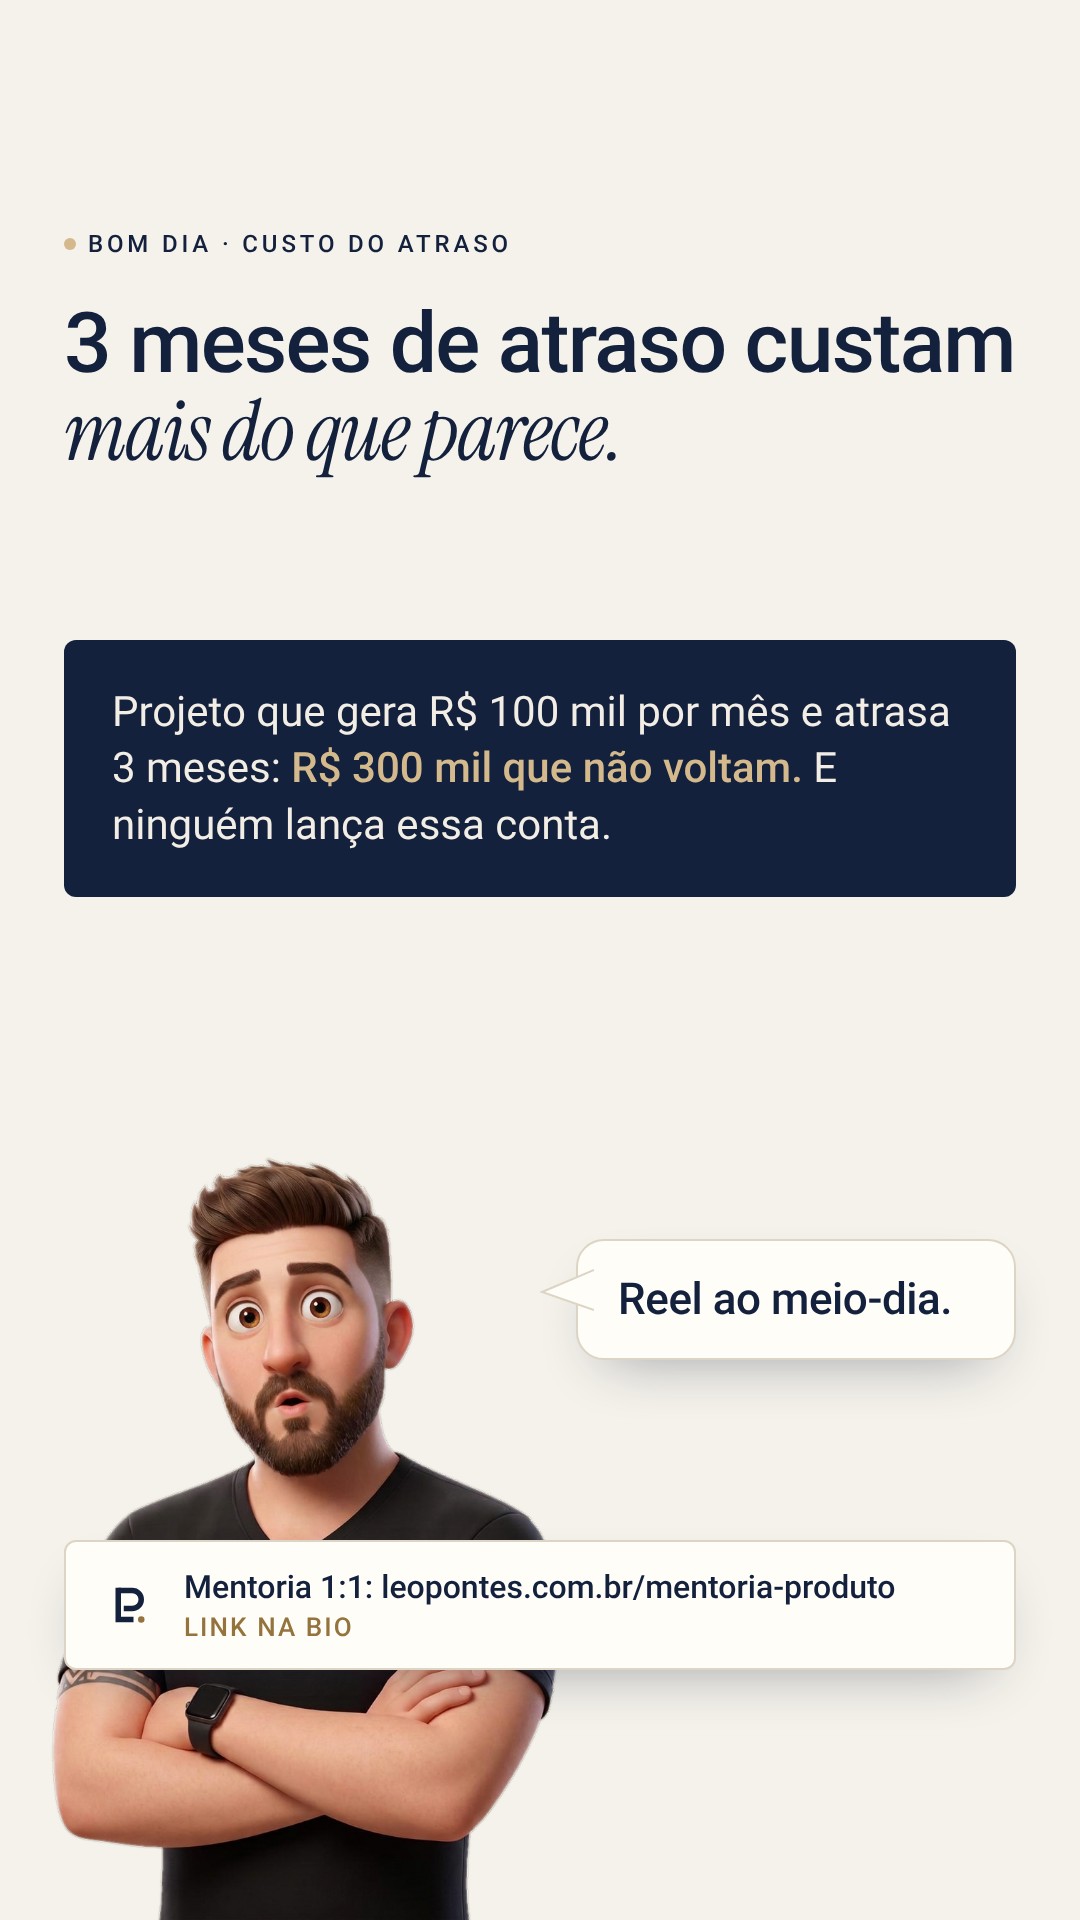 BOM DIA · CUSTO DO ATRASO
3 meses de atraso custam
mais do que parece.
Projeto que gera R$ 100 mil por mês e atrasa
3 meses: R$ 300 mil que não voltam. E
ninguém lança essa conta.
Reel ao meio-dia.
Mentoria 1:1: leopontes.com.br/mentoria-produto
LINK NA BIO